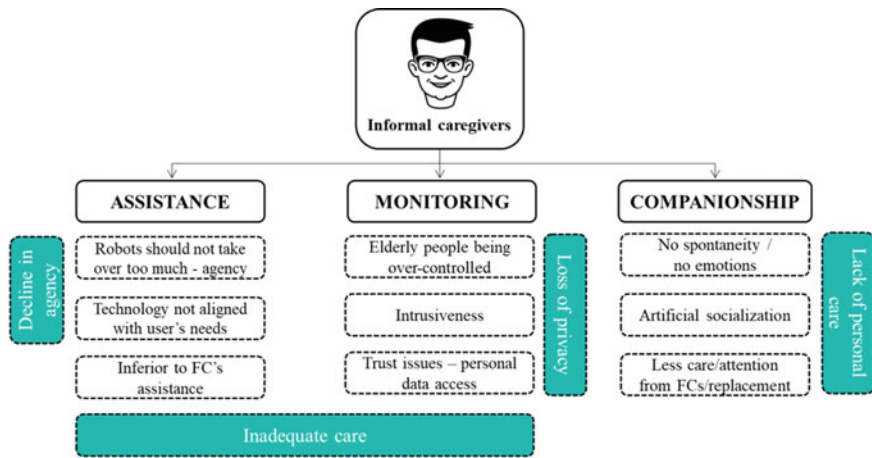 Informal caregivers
ASSISTANCE
MONITORING
COMPANIONSHIP
Decline in
agency
Robots should not take
over too much - agency
Technology not aligned
with user's needs
Inferior to FC's
assistance
Elderly people being
over-controlled
Intrusiveness
Trust issues – personal
data access
Loss of privacy
No spontaneity /
no emotions
Artificial socialization
Less care/attention
from FCs/replacement
Lack of personal
care
Inadequate care